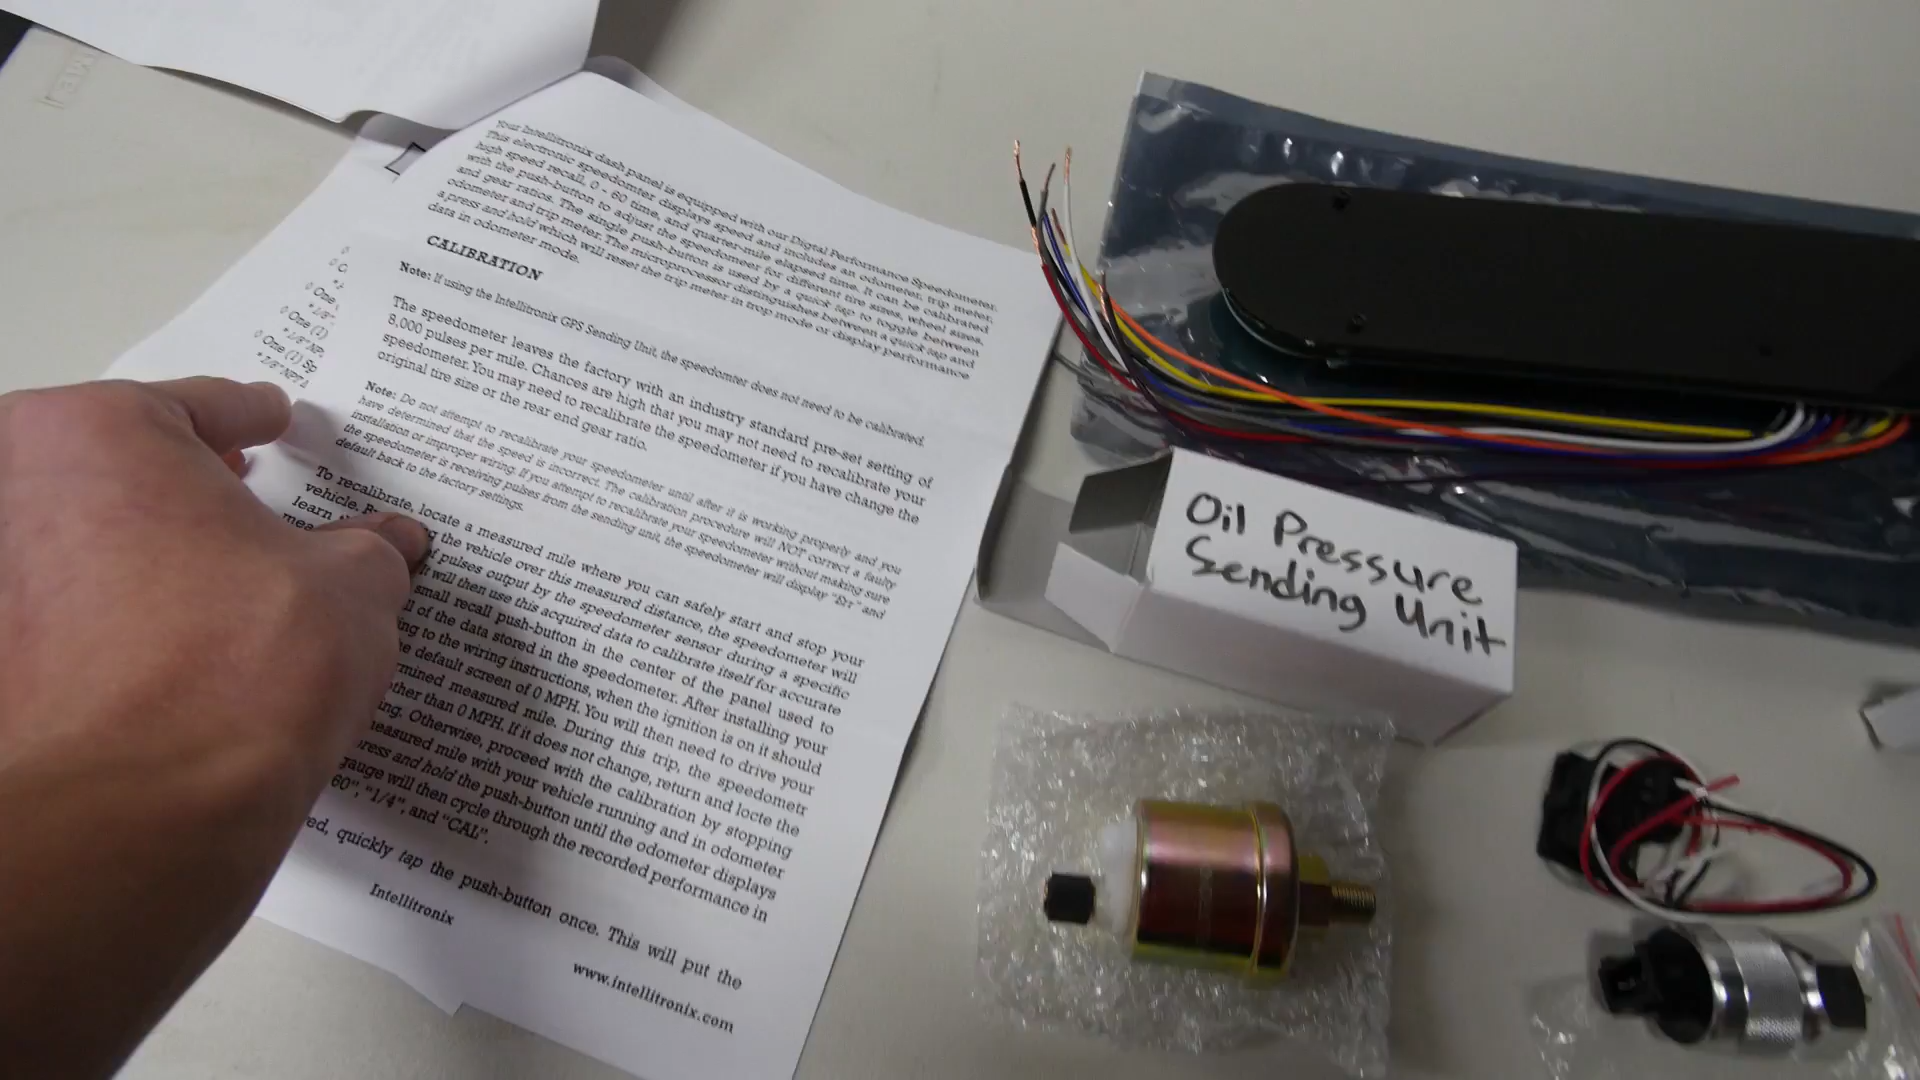 your Intellitronix dash panel is equipped with our Digtal Performance Speedometer.
This electronic speedomter displays speed and includes an odometer, trip meter,
high speed recall, 0 - 60 time, and quarter-mile elapsed time. It can be calibrated
with the push-button to adjust the speedomeer for different tire sizes, wheel sizes,
and gear ratios. The single push-button is used by a quick tap to toggle between
odometer and trip meter. The microprocessor distinguishes between a quick tap and
a press and hold which will reset the trip meter in trop mode or display performance
data in odometer mode.
CALIBRATION
Note: If using the Intellitronix GPS Sending Unit, the speedomter does not need to be calibrated.
The speedometer leaves the factory with an industry standard pre-set setting of
8,000 pulses per mile. Chances are high that you may not need to recalibrate your
speedometer. You may need to recalibrate the speedometer if you have change the
original tire size or the rear end gear ratio.
Note: Do not attempt to recalibrate your speedometer until after it is working properly and you
have determined that the speed is incorrect. The calibration procedure will NOT correct a faulty
installation or improper wiring. If you attempt to recalibrate your speedometer without making sure
the speedometer is receiving pulses from the sending unit, the speedometer will display "Err" and
default back to the factory settings.
To recalibrate, locate a measured mile where you can safely start and stop your
vehicle. the vehicle over this measured distance, the speedometer will
learn of pulses output by the speedometer sensor during a specific
It will then use this acquired data to calibrate itself for accurate
small recall push-button in the center of the panel used to
of the data stored in the speedometer. After installing your
to the wiring instructions, when the ignition is on it should
default screen of 0 MPH. You will then need to drive your
measured mile. During this trip, the speedometr
other than 0 MPH. If it does not change, return and locte the
Otherwise, proceed with the calibration by stopping
measured mile with your vehicle running and in odometer
press and hold the push-button until the odometer displays
gauge will then cycle through the recorded performance in
60", "1/4", and "CAL".
quickly tap the push-button once. This will put the
Intellitronix
www.intellitronix.com
One
One (1)
One (1) Sp
Oil Pressure
Sending Unit